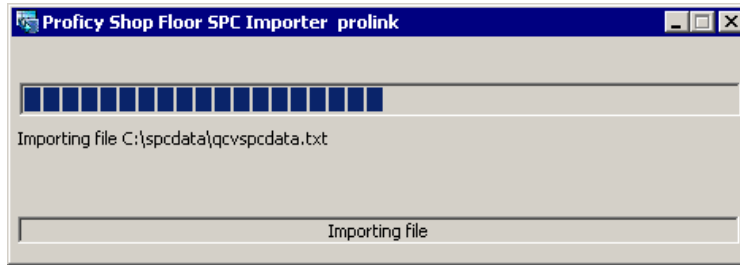 Proficy Shop Floor SPC Importer prolink
Importing file C:\spcdata\qcvspcdata.txt
Importing file